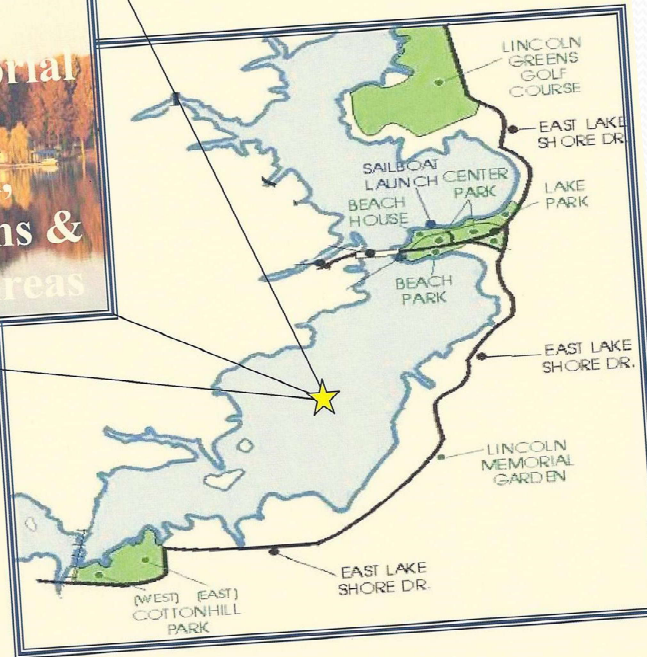 rial
ns &
reas
LINCOLN
GREENS
GOLF
COURSE
EAST LAKE
SHORE DR.
SAILBOAT
LAUNCH
CENTER
PARK
BEACH
HOUSE
LAKE
PARK
BEACH
PARK
EAST LAKE
SHORE DR.
LINCOLN
MEMORIAL
GARDEN
EAST LAKE
SHORE DR.
(WEST) (EAST)
COTTONHILL
PARK